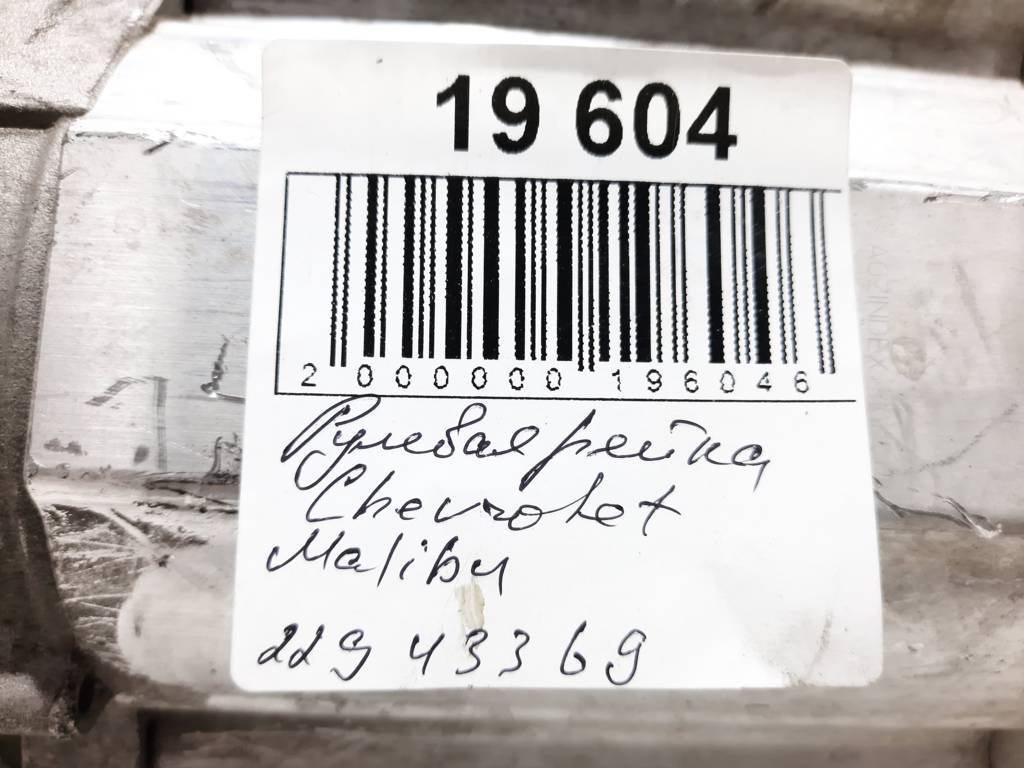 19 604
2 000000 196046
Рулевая рейка
Chevrolet
Malibu
22943369